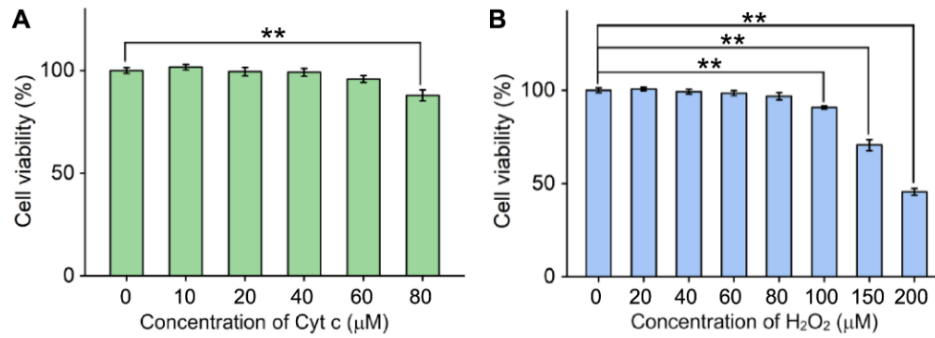 A
**
Cell viability (%)
100
50
0
0 10 20 40 60 80
Concentration of Cyt c (μM)
B
**
**
**
Cell viability (%)
100
50
0
0 20 40 60 80 100 150 200
Concentration of H₂O₂ (μM)